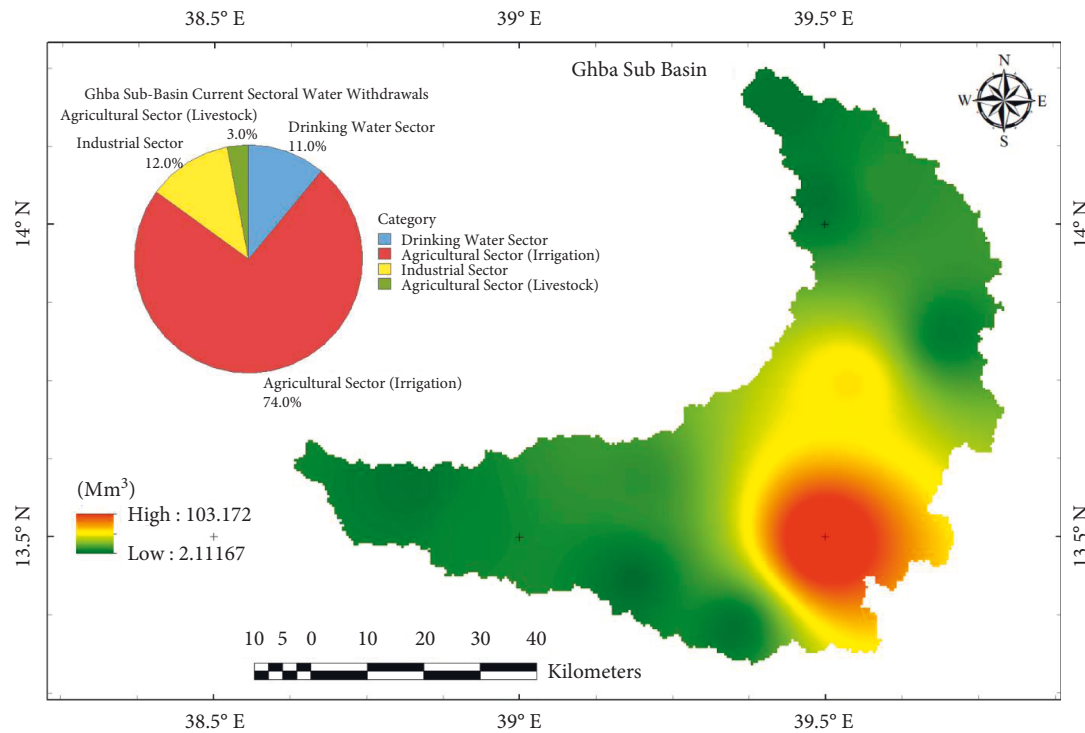 38.5° E
39° E
39.5° E
Ghba Sub Basin
N
W
E
S
Ghba Sub-Basin Current Sectoral Water Withdrawals
Agricultural Sector (Livestock)
3.0%
Drinking Water Sector
11.0%
Industrial Sector
12.0%
14° N
14° N
Category
Drinking Water Sector
Agricultural Sector (Irrigation)
Industrial Sector
Agricultural Sector (Livestock)
Agricultural Sector (Irrigation)
74.0%
(Mm³)
High : 103.172
Low : 2.11167
13.5° N
13.5° N
10 5 0 10 20 30 40
Kilometers
38.5° E
39° E
39.5° E